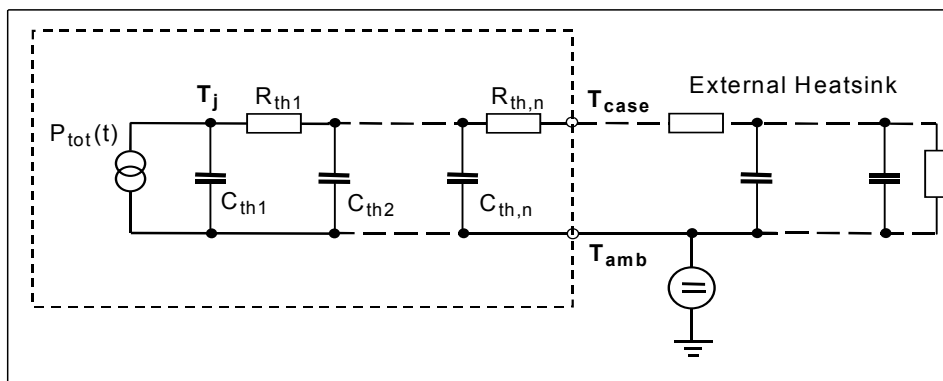 External Heatsink
T_j
R_th1
R_th,n
T_case
P_tot(t)
C_th1
C_th2
C_th,n
T_amb